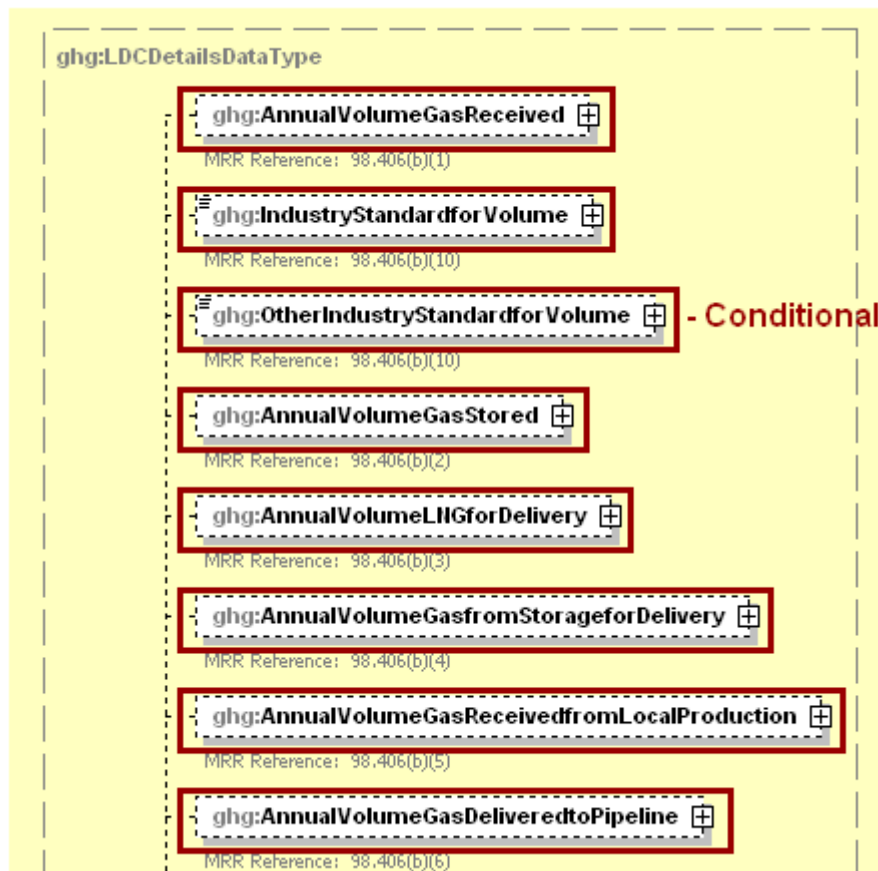 ghg:LDCDetailsDataType
ghg:AnnualVolumeGasReceived
MRR Reference: 98.406(b)(1)
ghg:IndustryStandardforVolume
MRR Reference: 98.406(b)(10)
ghg:OtherIndustryStandardforVolume - Conditional
MRR Reference: 98.406(b)(10)
ghg:AnnualVolumeGasStored
MRR Reference: 98.406(b)(2)
ghg:AnnualVolumeLNGforDelivery
MRR Reference: 98.406(b)(3)
ghg:AnnualVolumeGasfromStorageforDelivery
MRR Reference: 98.406(b)(4)
ghg:AnnualVolumeGasReceivedfromLocalProduction
MRR Reference: 98.406(b)(5)
ghg:AnnualVolumeGasDeliveredtoPipeline
MRR Reference: 98.406(b)(6)